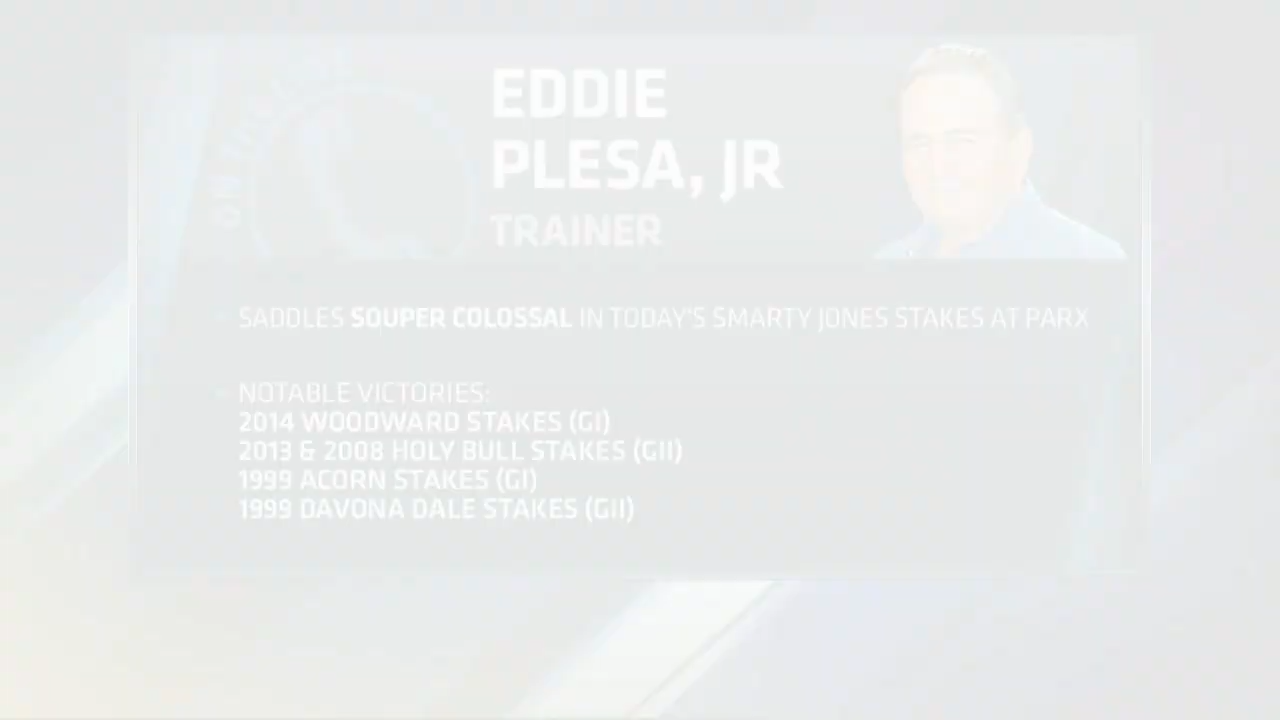 EDDIE
PLESA, JR
TRAINER
SADDLES SOUPER COLOSSAL IN TODAY'S SMARTY JONES STAKES AT PARX
NOTABLE VICTORIES:
2014 WOODWARD STAKES (GI)
2013 & 2008 HOLY BULL STAKES (GII)
1999 ACORN STAKES (GI)
1999 DAVONA DALE STAKES (GII)